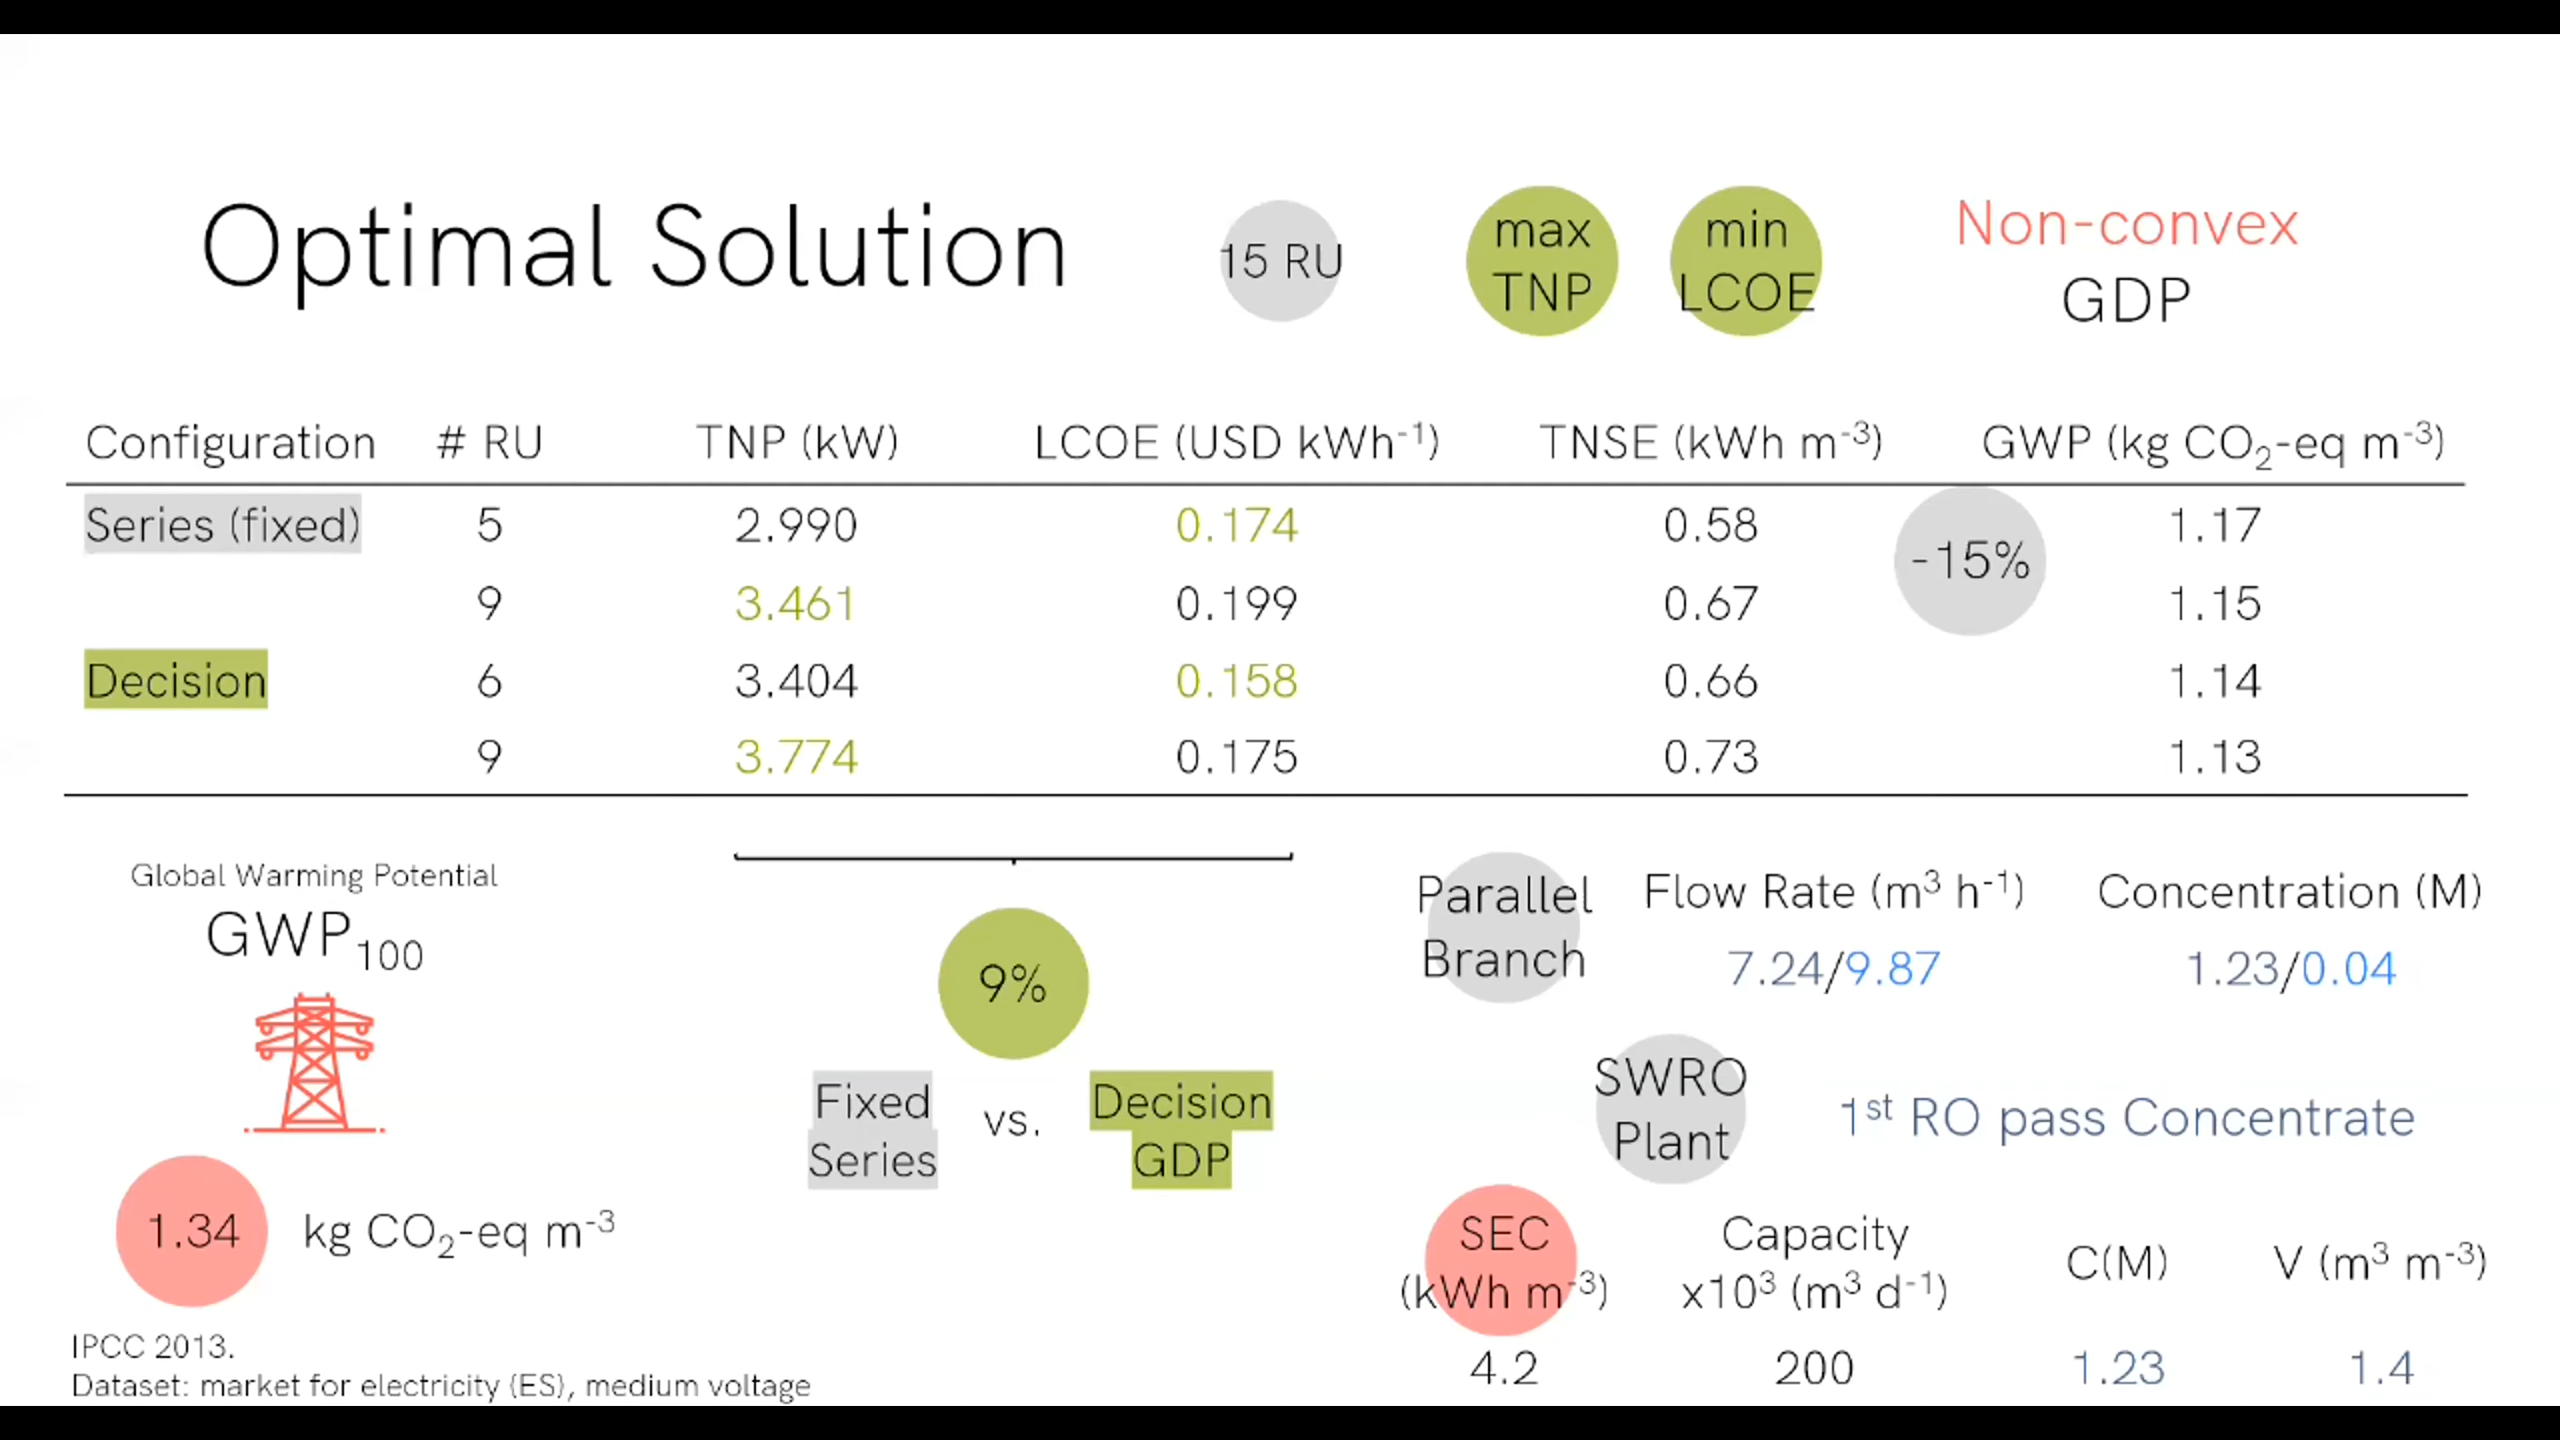 Optimal Solution
15 RU
max
TNP
min
LCOE
Non-convex
GDP
Configuration # RU TNP (kW) LCOE (USD kWh⁻¹) TNSE (kWh m⁻³) GWP (kg CO₂-eq m⁻³)
Series (fixed) 5 2.990 0.174 0.58 1.17
-15%
9 3.461 0.199 0.67 1.15
Decision 6 3.404 0.158 0.66 1.14
9 3.774 0.175 0.73 1.13
Global Warming Potential
GWP₁₀₀
1.34 kg CO₂-eq m⁻³
IPCC 2013.
Dataset: market for electricity (ES), medium voltage
9%
Fixed
Series
vs.
Decision
GDP
Parallel
Branch
Flow Rate (m³ h⁻¹) Concentration (M)
7.24/9.87 1.23/0.04
SWRO
Plant
1ˢᵗ RO pass Concentrate
SEC
(kWh m⁻³)
Capacity
x10³ (m³ d⁻¹)
C(M) V (m³ m⁻³)
4.2 200 1.23 1.4